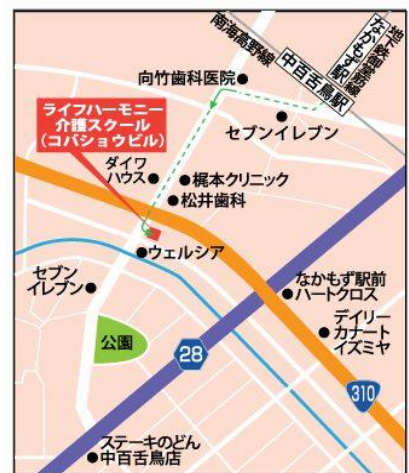 南海高野線
中百舌鳥駅
地下鉄御堂筋線
なかもず駅
向竹歯科医院
セブンイレブン
ライフハーモニー
介護スクール
(コバショウビル)
ダイワ
ハウス
梶本クリニック
松井歯科
ウェルシア
セブン
イレブン
なかもず駅前
ハートクロス
デイリー
カナート
イズミヤ
公園
28
310
ステーキのどん
中百舌鳥店